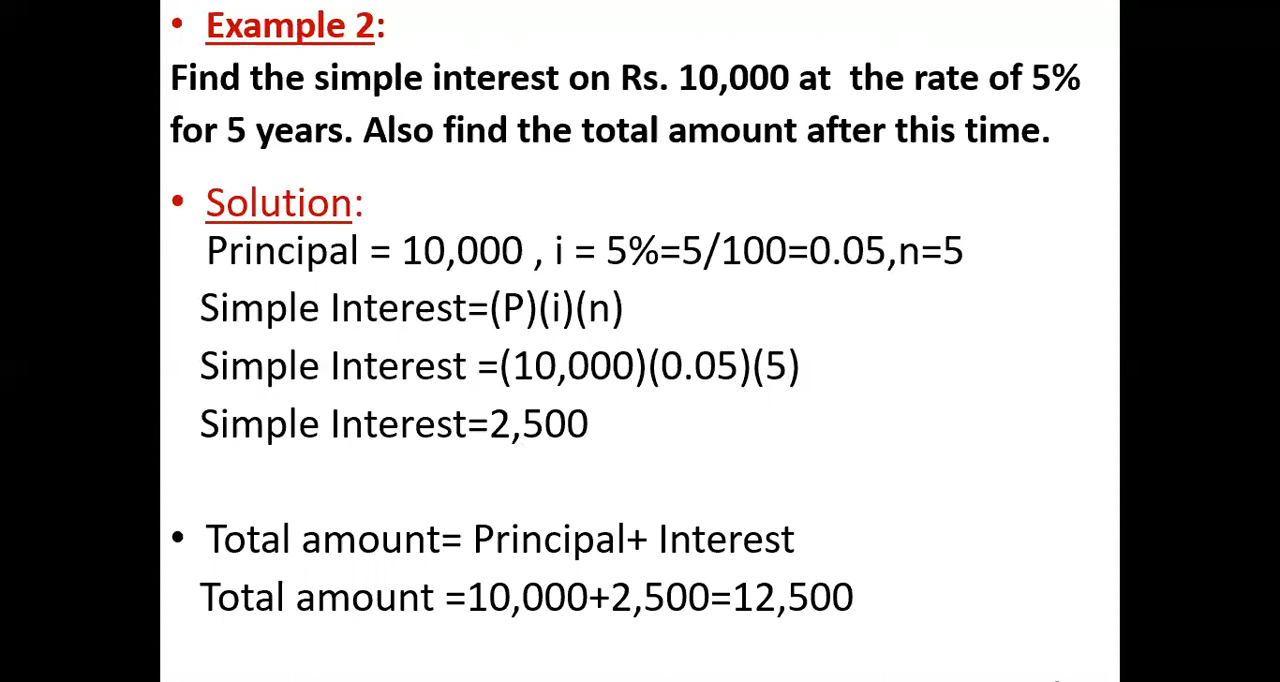 • Example 2:
Find the simple interest on Rs. 10,000 at the rate of 5%
for 5 years. Also find the total amount after this time.
• Solution:
Principal = 10,000 , i = 5%=5/100=0.05,n=5
Simple Interest=(P)(i)(n)
Simple Interest =(10,000)(0.05)(5)
Simple Interest=2,500
• Total amount= Principal+ Interest
Total amount =10,000+2,500=12,500